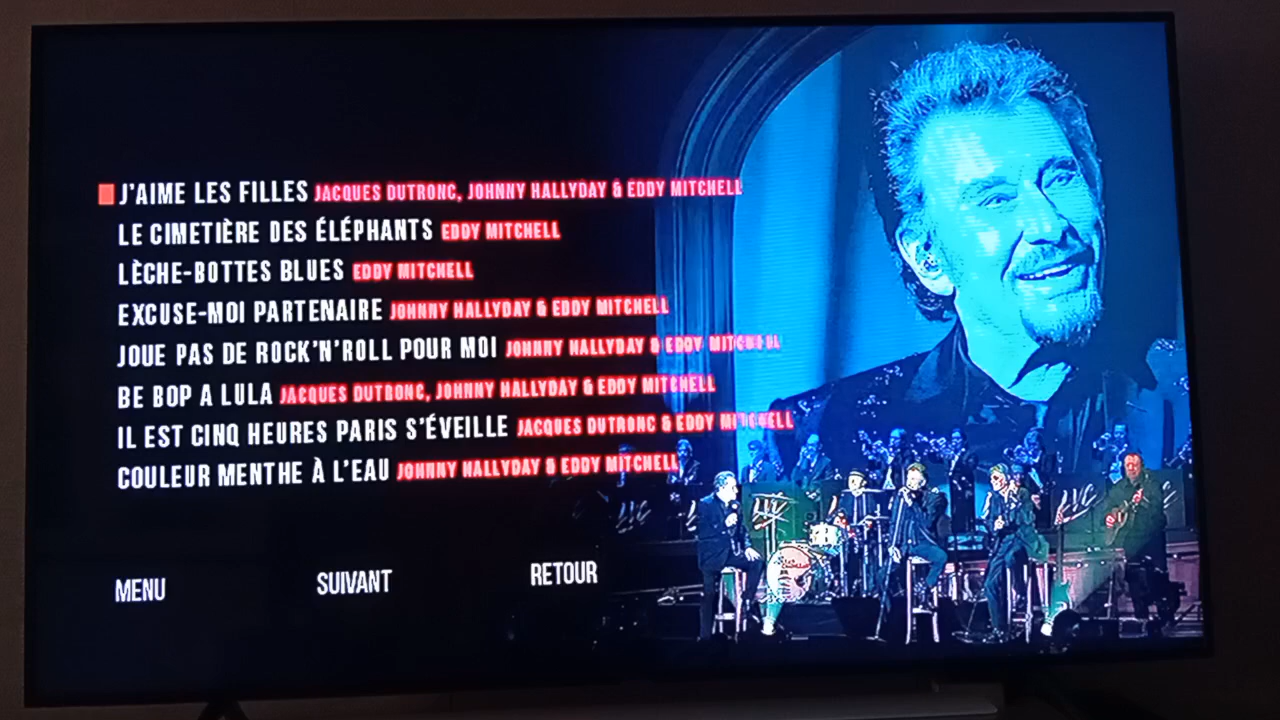 J'AIME LES FILLES JACQUES DUTRONC, JOHNNY HALLYDAY & EDDY MITCHELL
LE CIMETIÈRE DES ÉLÉPHANTS EDDY MITCHELL
LÈCHE-BOTTES BLUES EDDY MITCHELL
EXCUSE-MOI PARTENAIRE JOHNNY HALLYDAY & EDDY MITCHELL
JOUE PAS DE ROCK'N'ROLL POUR MOI JOHNNY HALLYDAY & EDDY MITCHELL
BE BOP A LULA JACQUES DUTRONC, JOHNNY HALLYDAY & EDDY MITCHELL
IL EST CINQ HEURES PARIS S'ÉVEILLE JACQUES DUTRONC & EDDY MITCHELL
COULEUR MENTHE À L'EAU JOHNNY HALLYDAY & EDDY MITCHELL
MENU SUIVANT RETOUR